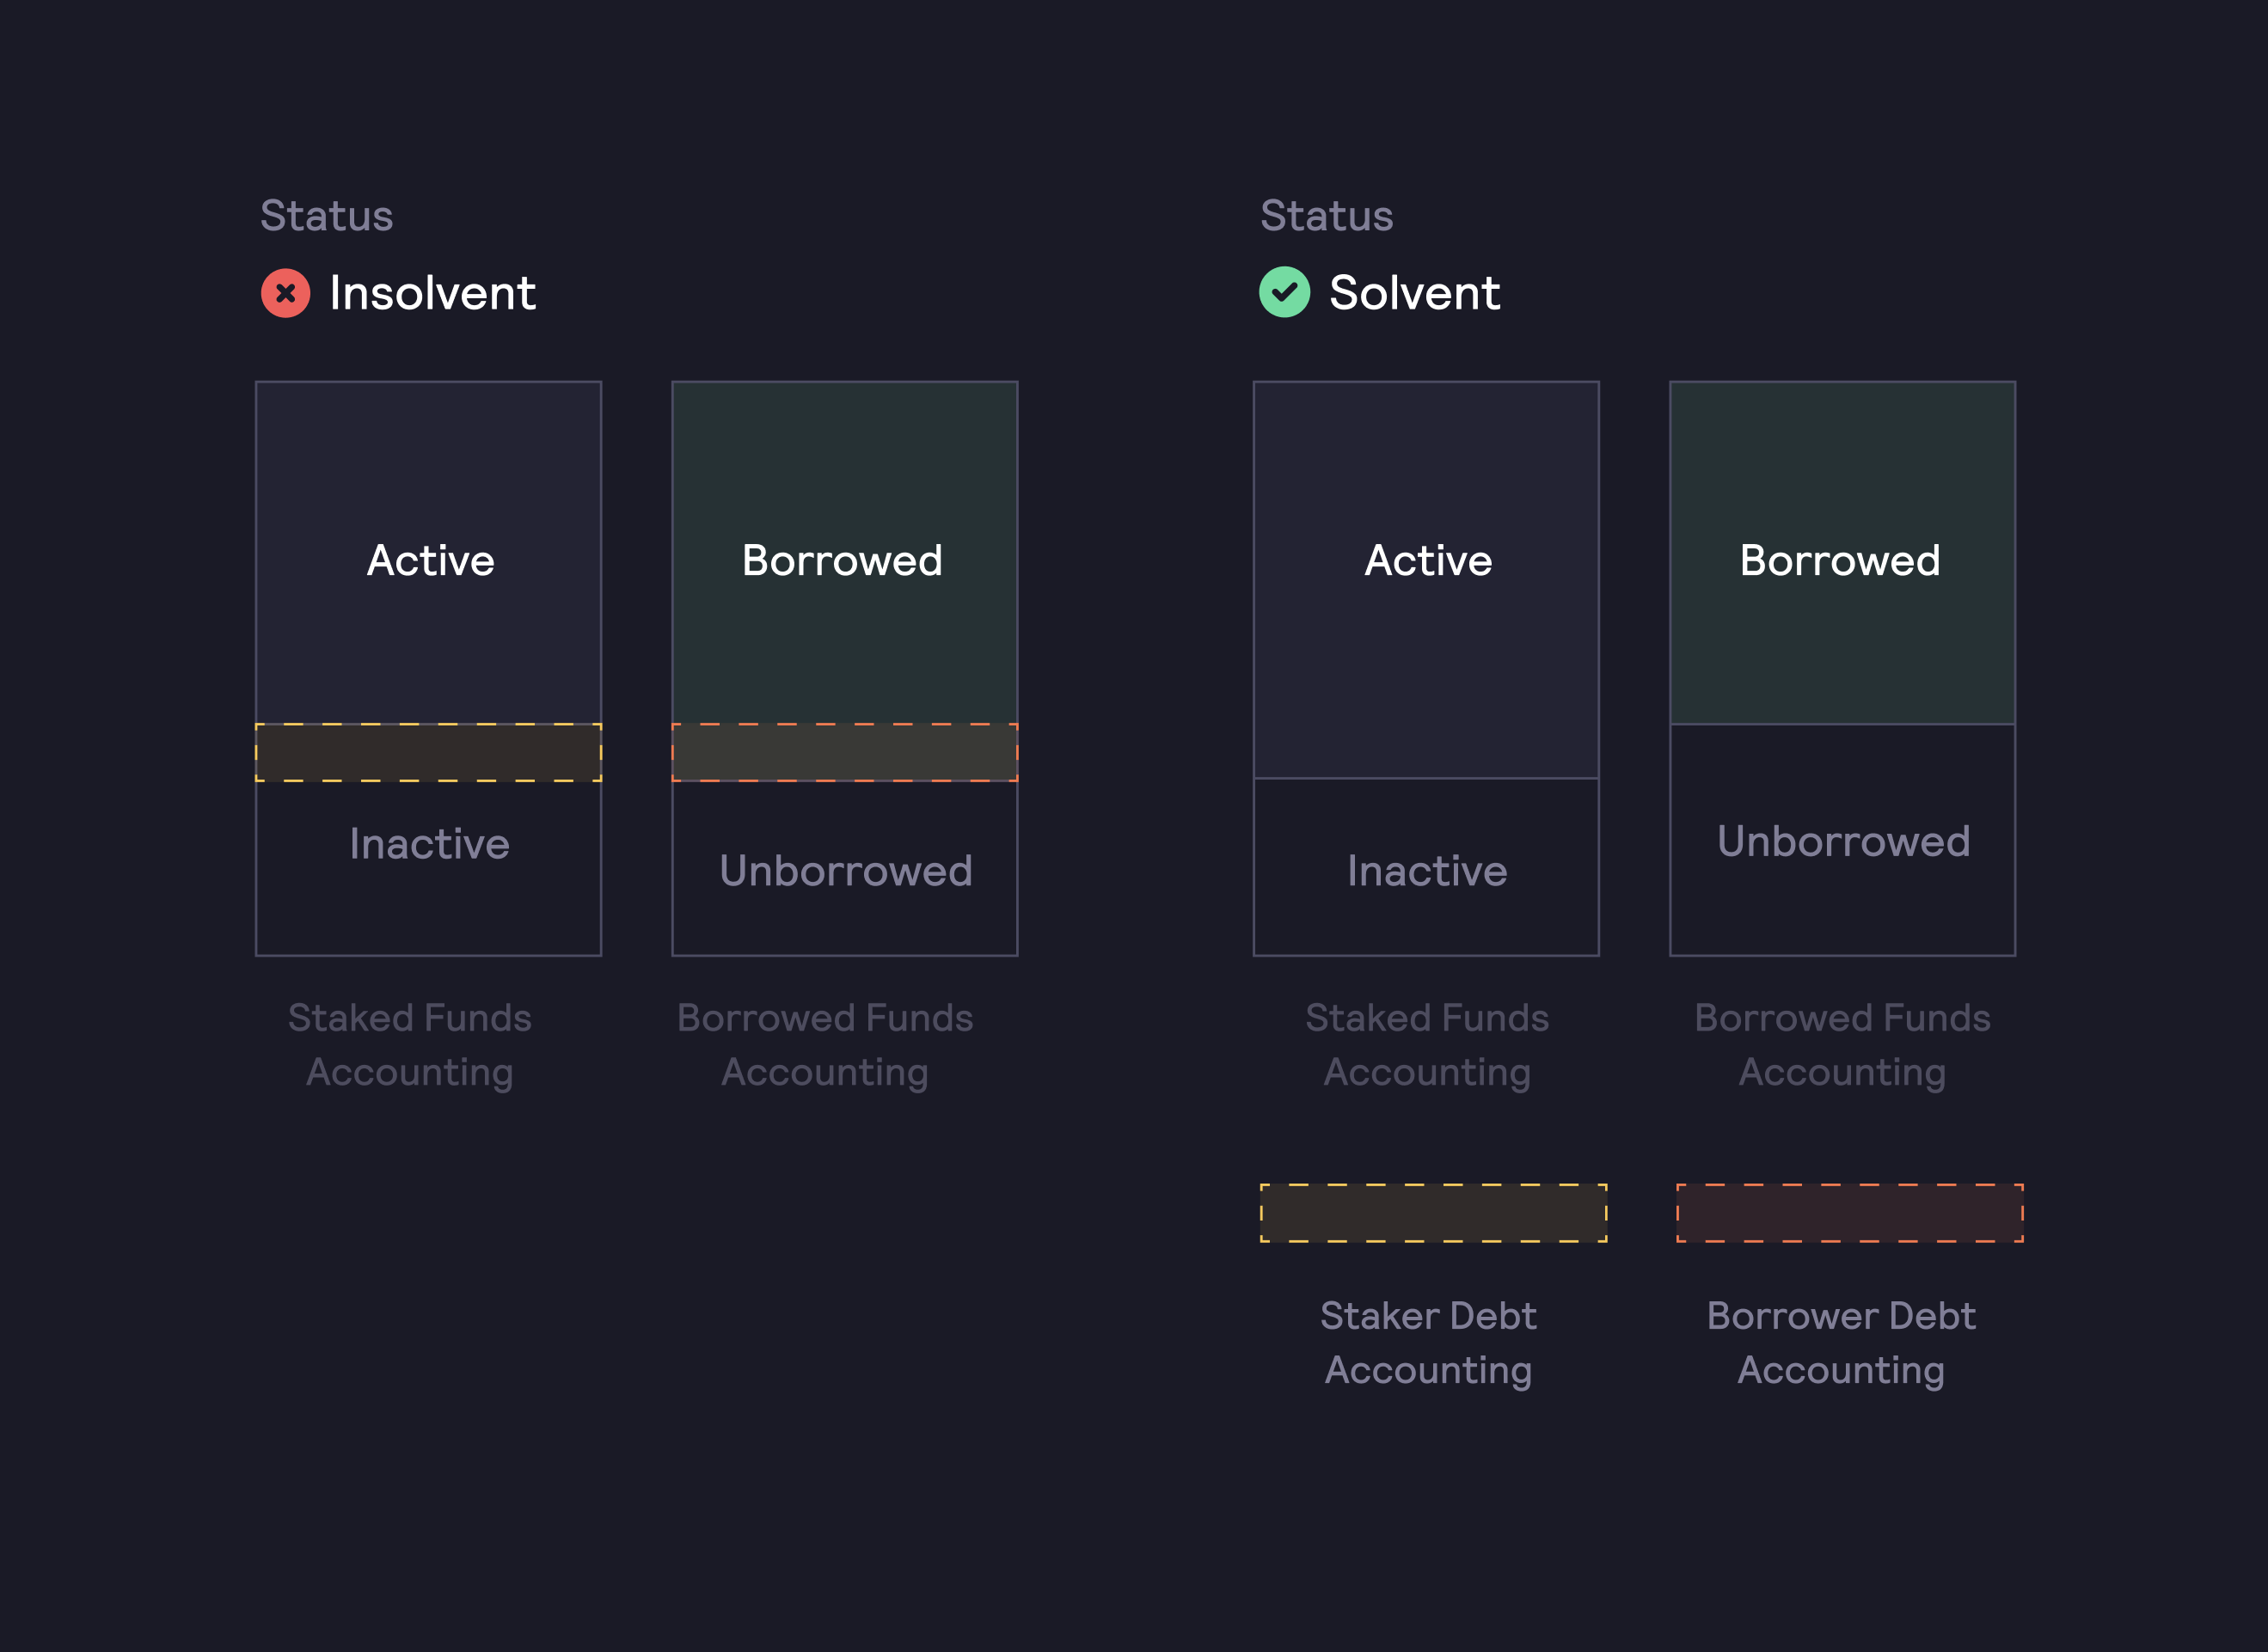 Status
Insolvent
Active
Borrowed
Inactive
Unborrowed
Staked Funds
Accounting
Borrowed Funds
Accounting
Status
Solvent
Active
Borrowed
Inactive
Unborrowed
Staked Funds
Accounting
Borrowed Funds
Accounting
Staker Debt
Accounting
Borrower Debt
Accounting